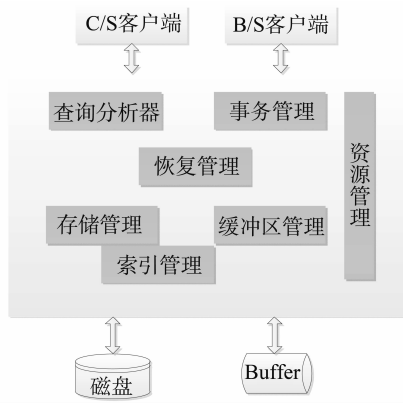 C/S客户端
B/S客户端
查询分析器
事务管理
恢复管理
资源管理
存储管理
缓冲区管理
索引管理
磁盘
Buffer